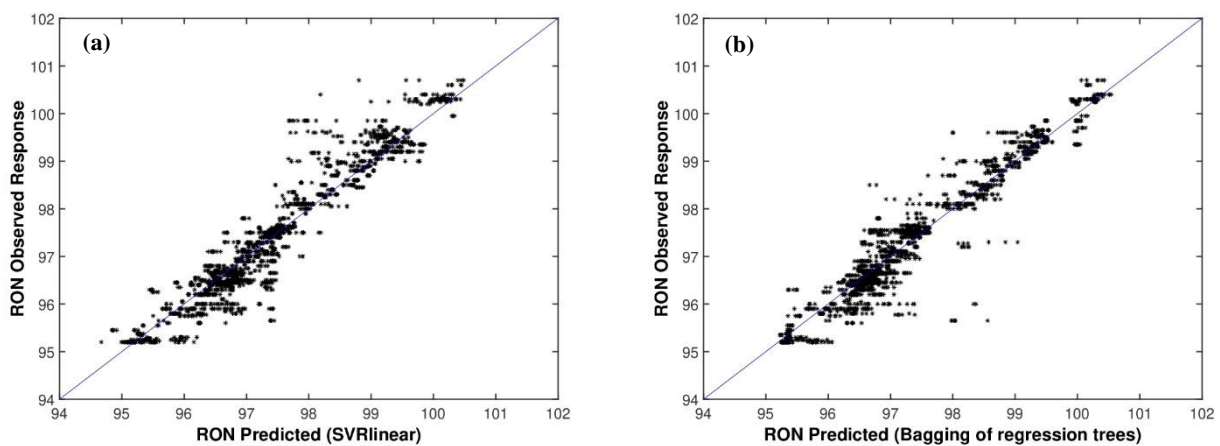 (a)
RON Observed Response
102
101
100
99
98
97
96
95
94
94 95 96 97 98 99 100 101 102
RON Predicted (SVRlinear)
(b)
RON Observed Response
102
101
100
99
98
97
96
95
94
94 95 96 97 98 99 100 101 102
RON Predicted (Bagging of regression trees)